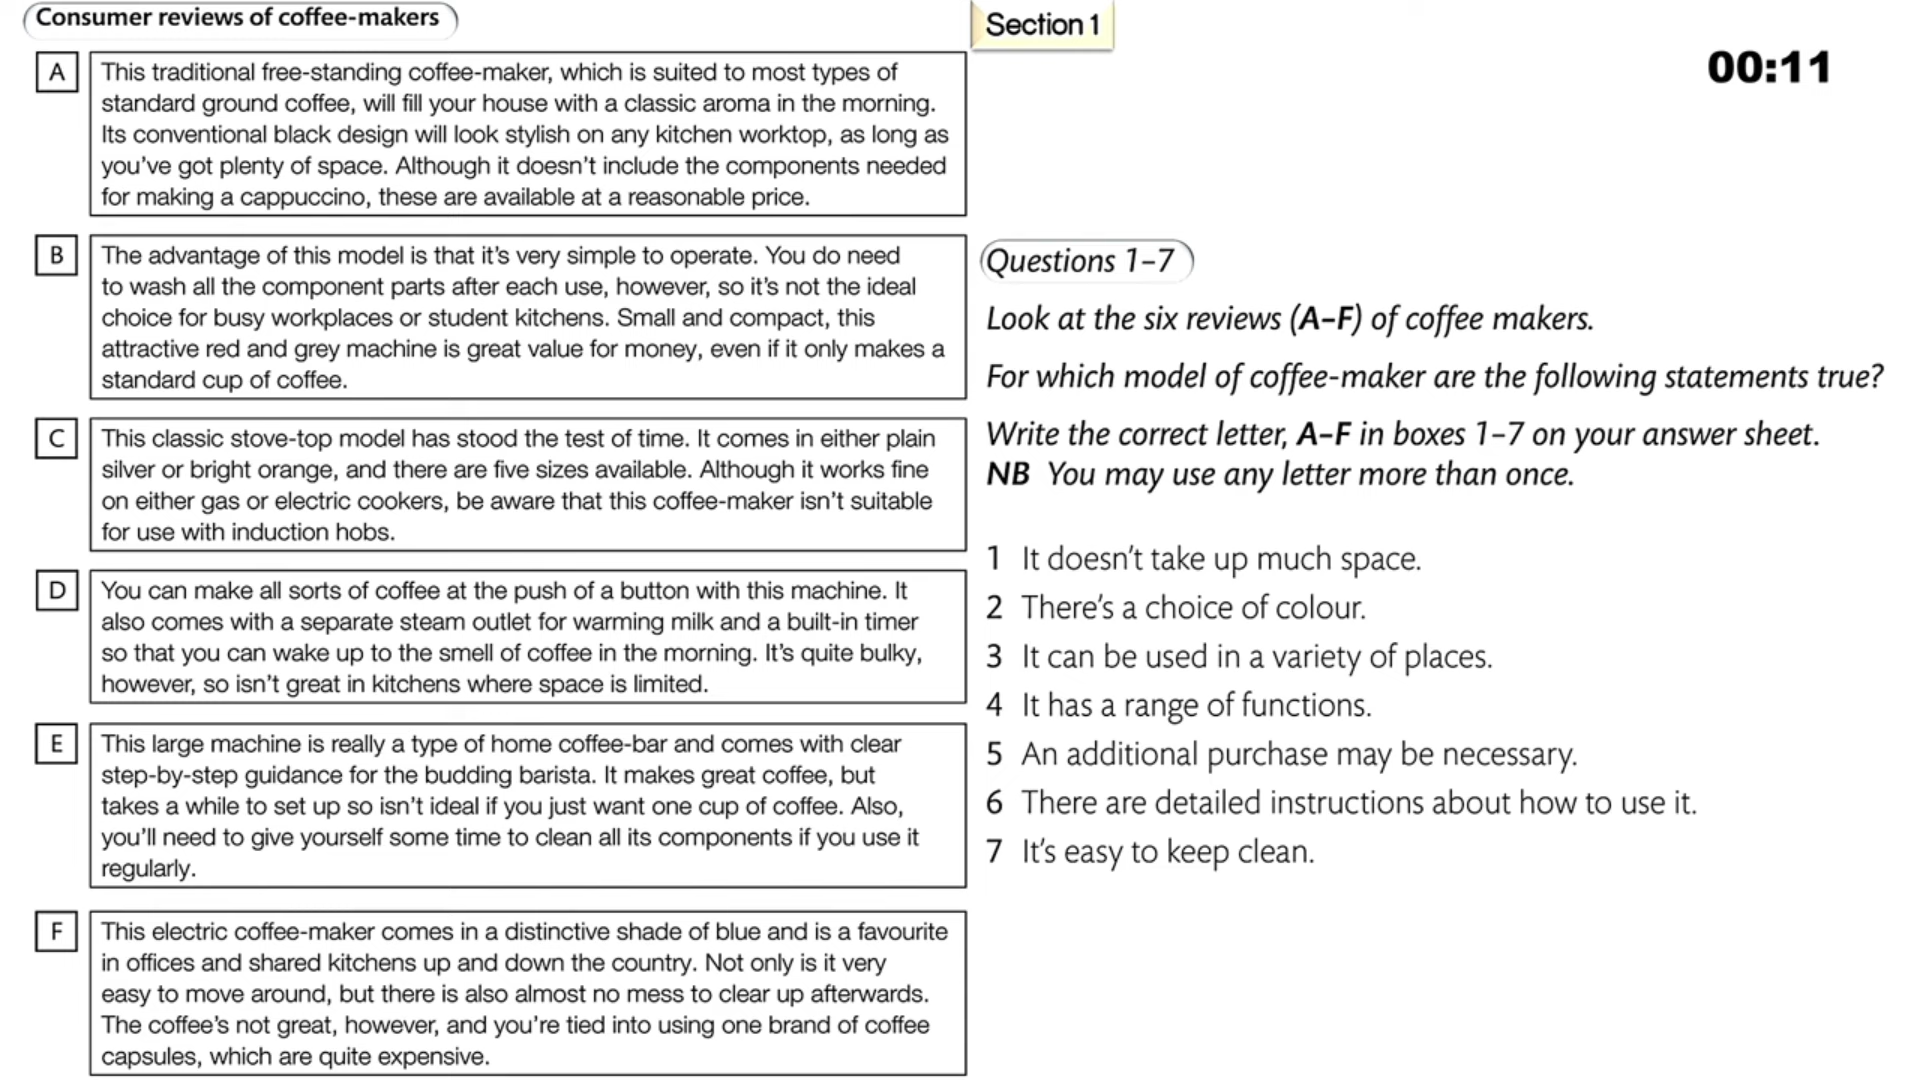 Consumer reviews of coffee-makers
A
This traditional free-standing coffee-maker, which is suited to most types of
standard ground coffee, will fill your house with a classic aroma in the morning.
Its conventional black design will look stylish on any kitchen worktop, as long as
you've got plenty of space. Although it doesn't include the components needed
for making a cappuccino, these are available at a reasonable price.
B
The advantage of this model is that it's very simple to operate. You do need
to wash all the component parts after each use, however, so it's not the ideal
choice for busy workplaces or student kitchens. Small and compact, this
attractive red and grey machine is great value for money, even if it only makes a
standard cup of coffee.
C
This classic stove-top model has stood the test of time. It comes in either plain
silver or bright orange, and there are five sizes available. Although it works fine
on either gas or electric cookers, be aware that this coffee-maker isn't suitable
for use with induction hobs.
D
You can make all sorts of coffee at the push of a button with this machine. It
also comes with a separate steam outlet for warming milk and a built-in timer
so that you can wake up to the smell of coffee in the morning. It's quite bulky,
however, so isn't great in kitchens where space is limited.
E
This large machine is really a type of home coffee-bar and comes with clear
step-by-step guidance for the budding barista. It makes great coffee, but
takes a while to set up so isn't ideal if you just want one cup of coffee. Also,
you'll need to give yourself some time to clean all its components if you use it
regularly.
F
This electric coffee-maker comes in a distinctive shade of blue and is a favourite
in offices and shared kitchens up and down the country. Not only is it very
easy to move around, but there is also almost no mess to clear up afterwards.
The coffee's not great, however, and you're tied into using one brand of coffee
capsules, which are quite expensive.
Section 1
00:11
Questions 1–7
Look at the six reviews (A–F) of coffee makers.
For which model of coffee-maker are the following statements true?
Write the correct letter, A–F in boxes 1–7 on your answer sheet.
NB You may use any letter more than once.
1 It doesn't take up much space.
2 There's a choice of colour.
3 It can be used in a variety of places.
4 It has a range of functions.
5 An additional purchase may be necessary.
6 There are detailed instructions about how to use it.
7 It's easy to keep clean.